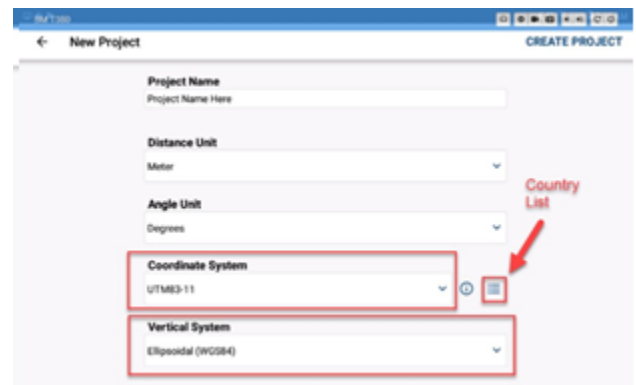 New Project
CREATE PROJECT
Project Name
Project Name Here
Distance Unit
Meter
Angle Unit
Degrees
Country
List
Coordinate System
UTM83-11
Vertical System
Ellipsoidal (WGS84)